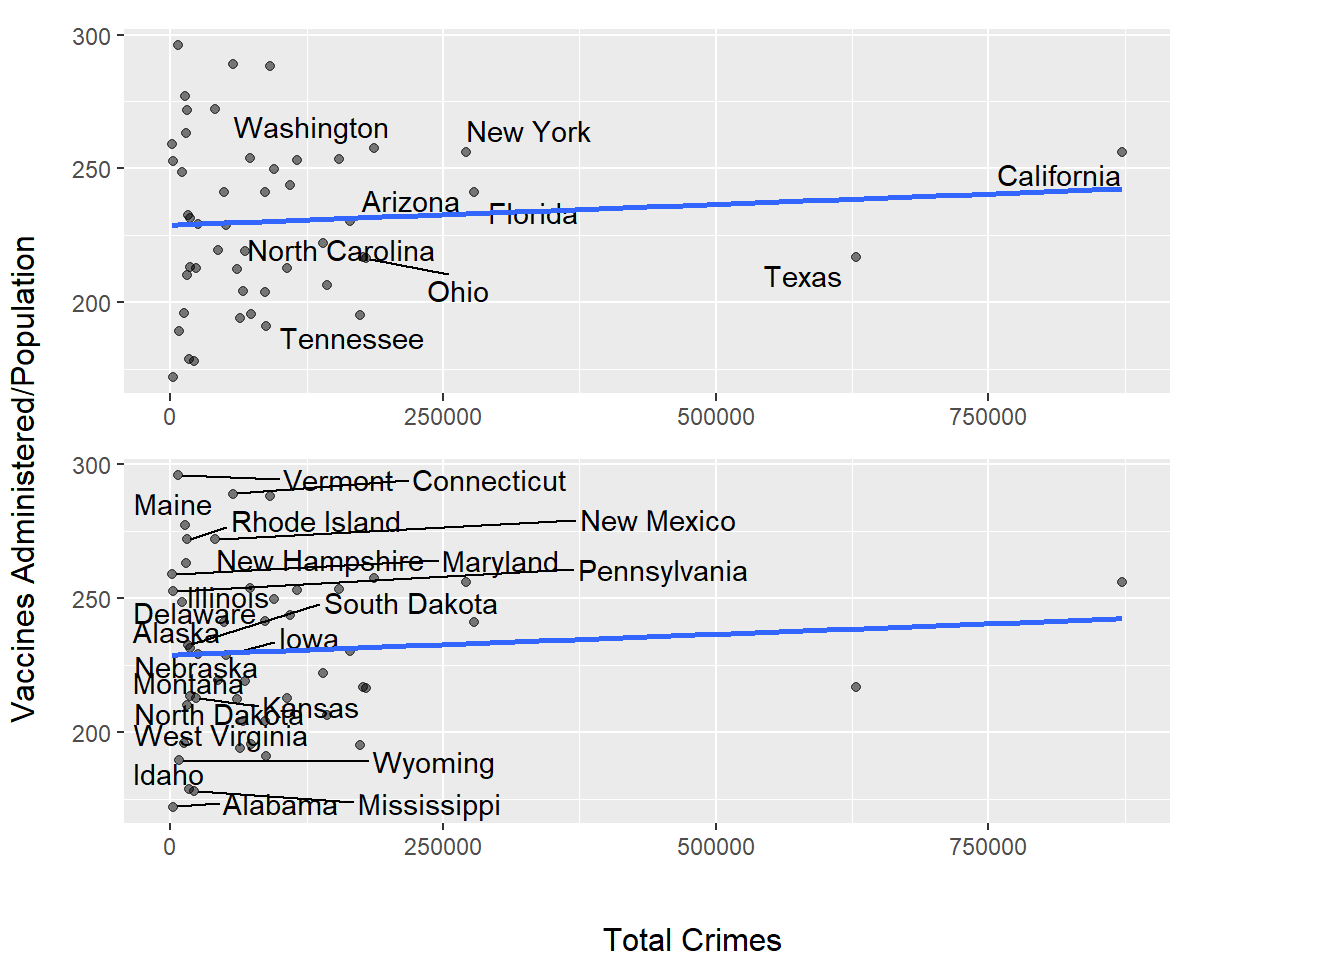 300
250
200
Washington
New York
California
Arizona
Florida
North Carolina
Texas
Ohio
Tennessee
0
250000
500000
750000
Vaccines Administered/Population
300
250
200
Vermont
Connecticut
Maine
Rhode Island
New Mexico
New Hampshire
Maryland
Pennsylvania
Illinois
South Dakota
Delaware
Alaska
Iowa
Nebraska
Montana
Kansas
North Dakota
West Virginia
Wyoming
Idaho
Alabama
Mississippi
0
250000
500000
750000
Total Crimes